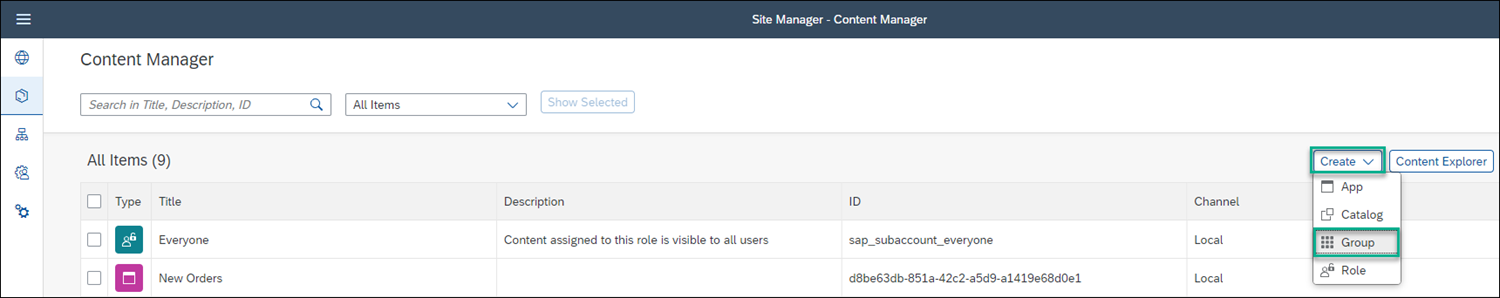 Site Manager - Content Manager
Content Manager
Search in Title, Description, ID
All Items
Show Selected
All Items (9)
Create
Content Explorer
App
Catalog
Group
Role
Type Title Description ID Channel
Everyone Content assigned to this role is visible to all users sap_subaccount_everyone Local
New Orders d8be63db-851a-42c2-a5d9-a1419e68d0e1 Local